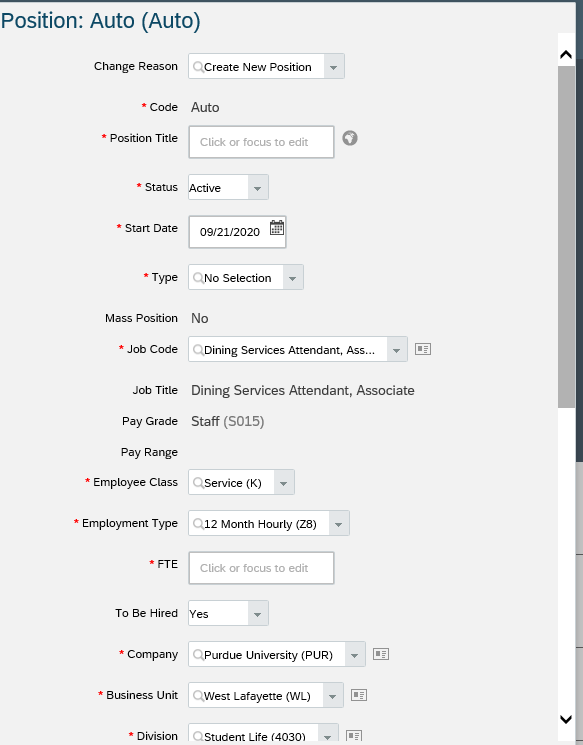 Position: Auto (Auto)
Change Reason Create New Position
* Code Auto
* Position Title Click or focus to edit
* Status Active
* Start Date 09/21/2020
* Type No Selection
Mass Position No
* Job Code Dining Services Attendant, Ass...
Job Title Dining Services Attendant, Associate
Pay Grade Staff (S015)
Pay Range
* Employee Class Service (K)
* Employment Type 12 Month Hourly (Z8)
* FTE Click or focus to edit
To Be Hired Yes
* Company Purdue University (PUR)
* Business Unit West Lafayette (WL)
* Division Student Life (4030)